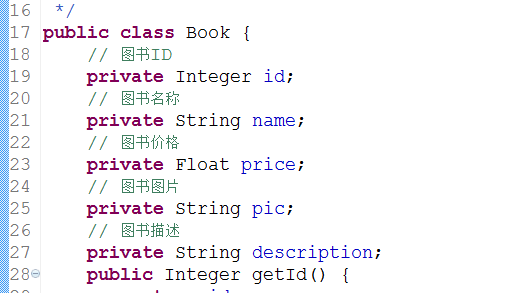 16 */
17 public class Book {
18 // 图书ID
19 private Integer id;
20 // 图书名称
21 private String name;
22 // 图书价格
23 private Float price;
24 // 图书图片
25 private String pic;
26 // 图书描述
27 private String description;
28 public Integer getId() {